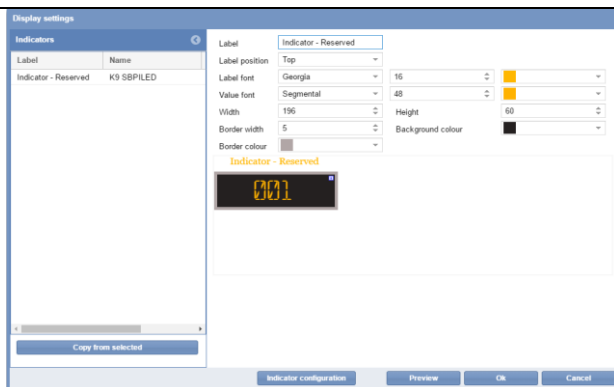 Display settings
Indicators
Label Name
Indicator - Reserved K9 SBPILED
Copy from selected
Label Indicator - Reserved
Label position Top
Label font Georgia 16
Value font Segmental 48
Width 196 Height 60
Border width 5 Background colour
Border colour
Indicator - Reserved
001
Indicator configuration Preview Ok Cancel